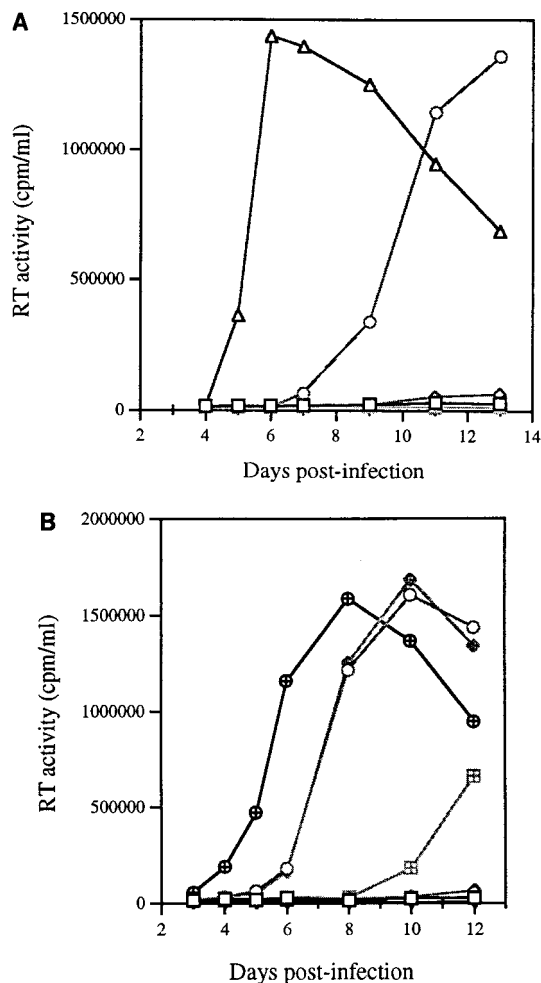 A
1500000
1000000
500000
0
RT activity (cpm/ml)
2 4 6 8 10 12 14
Days post-infection
B
2000000
1500000
1000000
500000
0
RT activity (cpm/ml)
2 4 6 8 10 12
Days post-infection